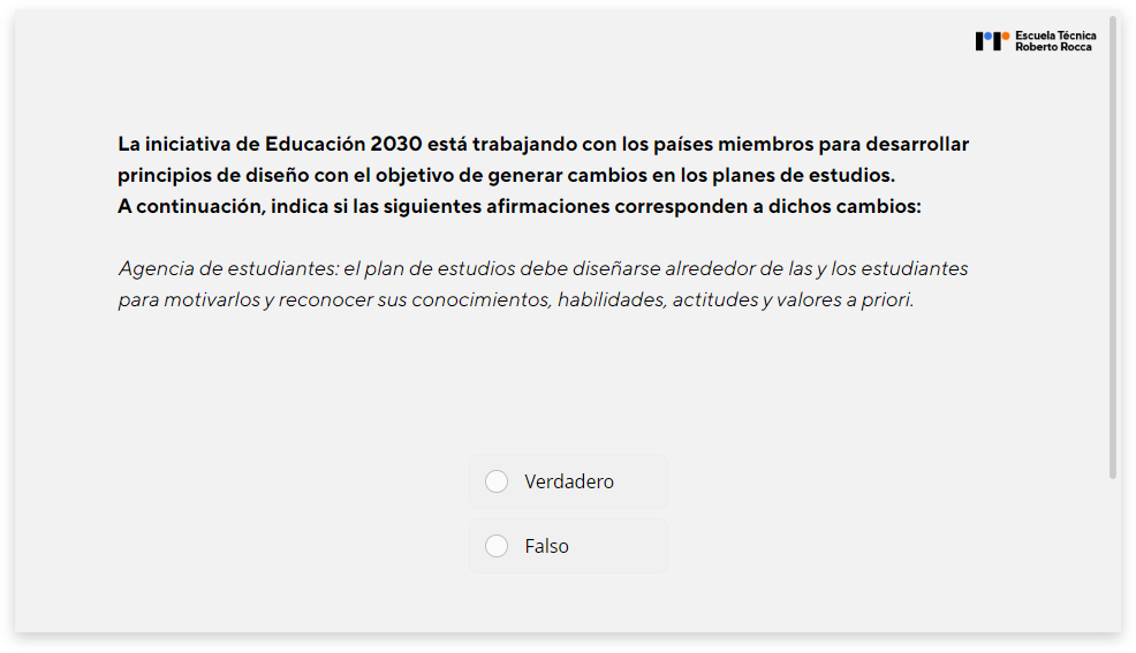 Escuela Técnica
Roberto Rocca
La iniciativa de Educación 2030 está trabajando con los países miembros para desarrollar
principios de diseño con el objetivo de generar cambios en los planes de estudios.
A continuación, indica si las siguientes afirmaciones corresponden a dichos cambios:
Agencia de estudiantes: el plan de estudios debe diseñarse alrededor de las y los estudiantes
para motivarlos y reconocer sus conocimientos, habilidades, actitudes y valores a priori.
Verdadero
Falso